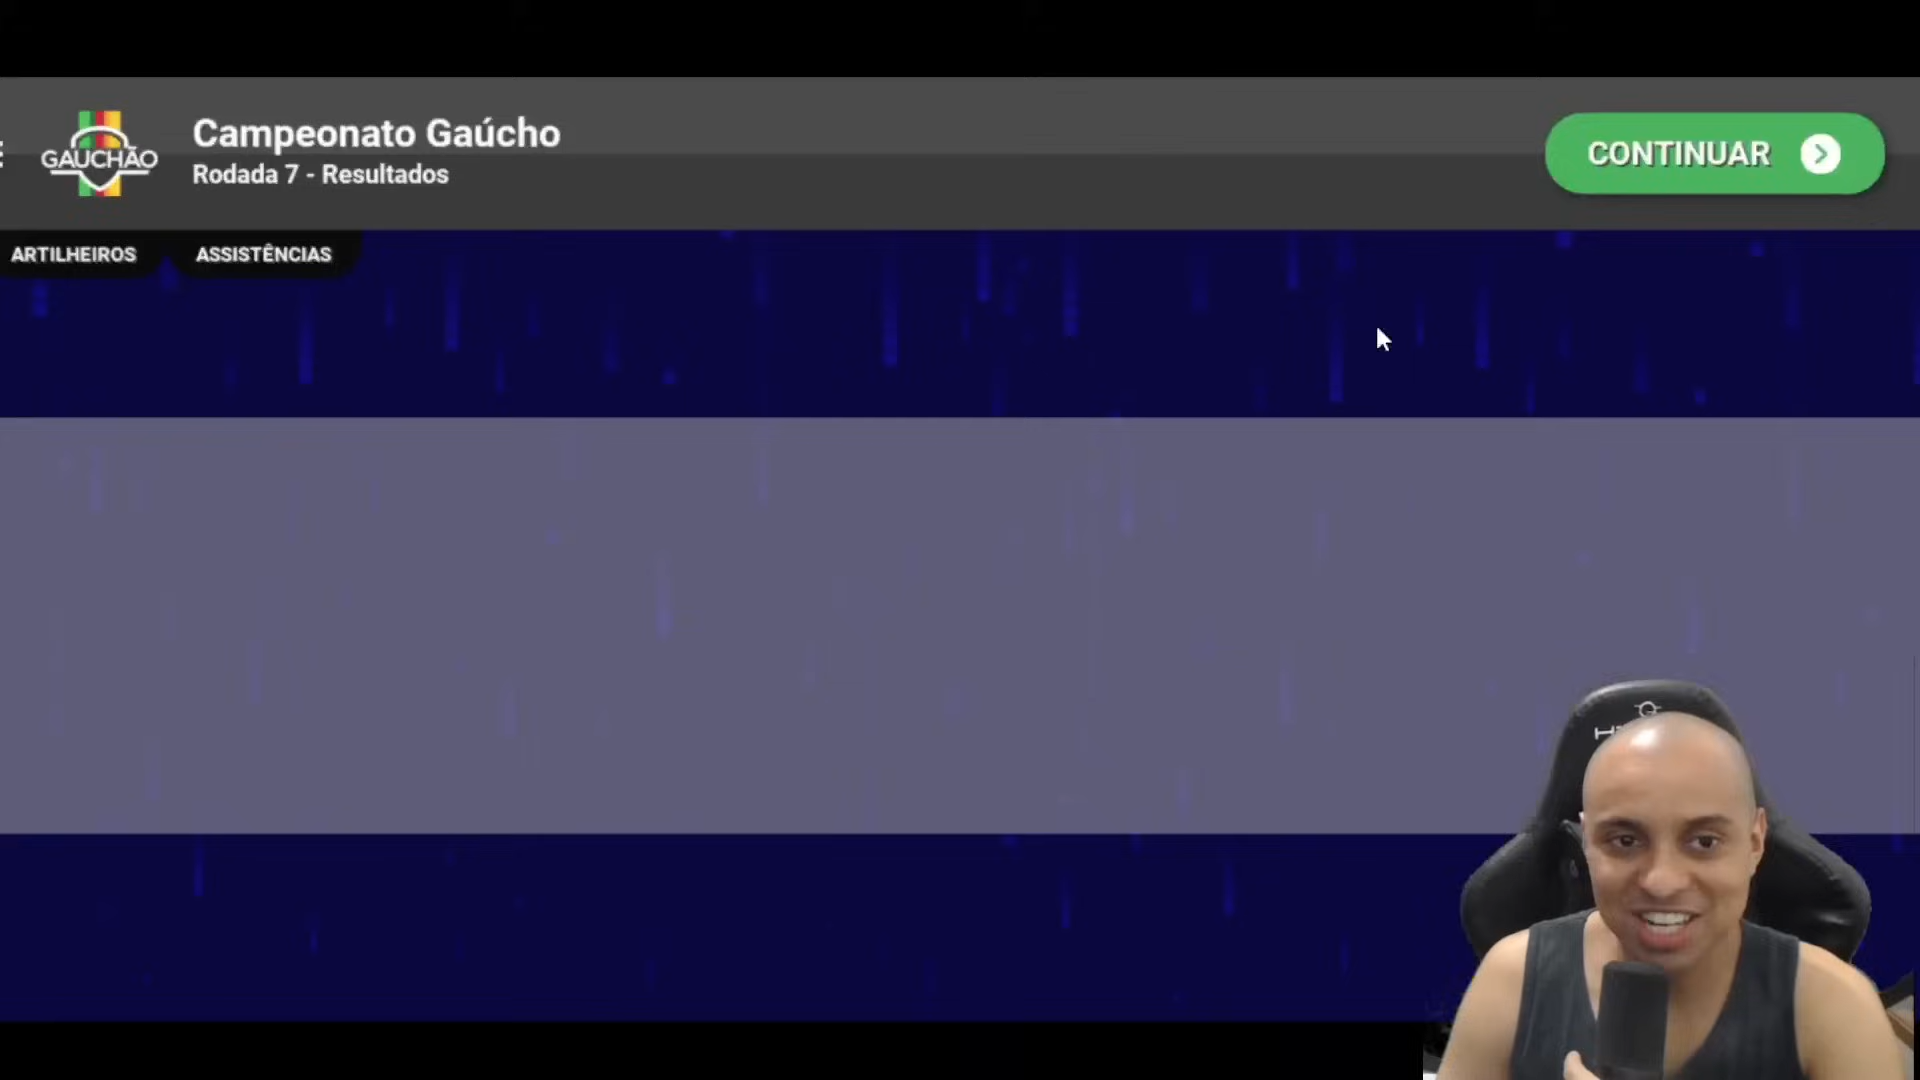 GAUCHÃO
Campeonato Gaúcho
Rodada 7 - Resultados
CONTINUAR
ARTILHEIROS
ASSISTÊNCIAS